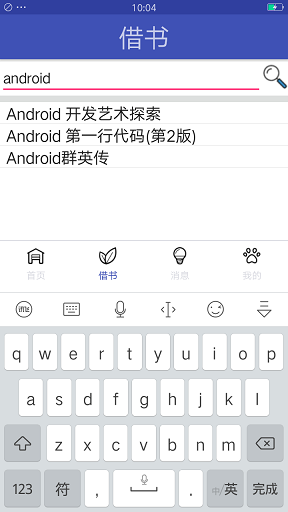 10:04
借书
android
Android 开发艺术探索
Android 第一行代码(第2版)
Android群英传
首页 借书 消息 我的
q w e r t y u i o p
a s d f g h j k l
z x c v b n m
123 符 , . 中/英 完成